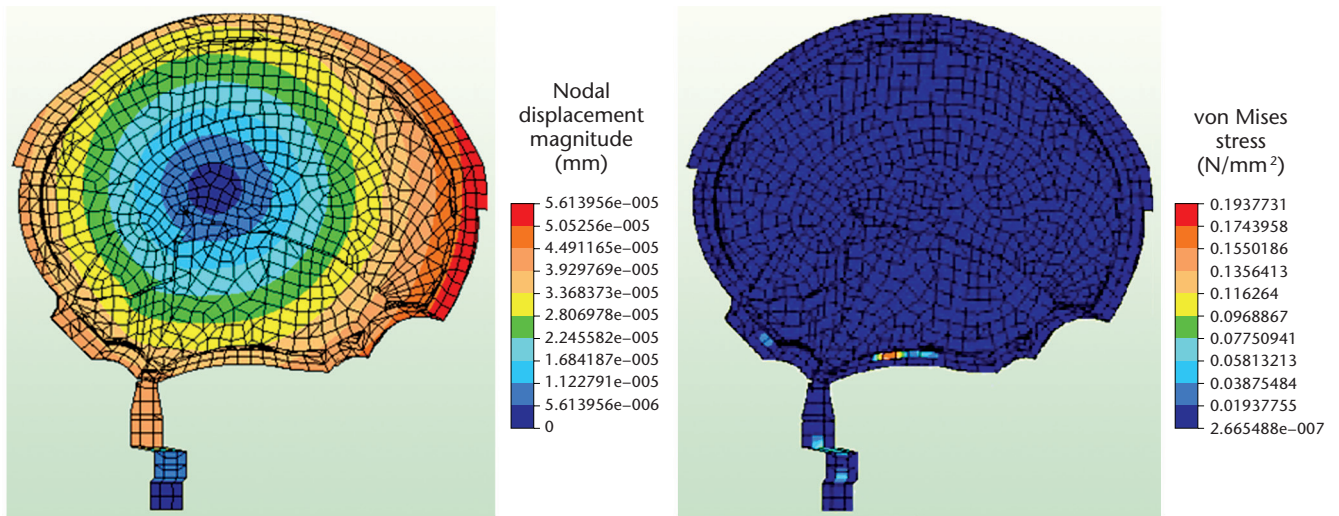 Nodal
displacement
magnitude
(mm)
5.613956e–005
5.05256e–005
4.491165e–005
3.929769e–005
3.368373e–005
2.806978e–005
2.245582e–005
1.684187e–005
1.122791e–005
5.613956e–006
0
von Mises
stress
(N/mm²)
0.1937731
0.1743958
0.1550186
0.1356413
0.116264
0.0968867
0.07750941
0.05813213
0.03875484
0.01937755
2.665488e–007